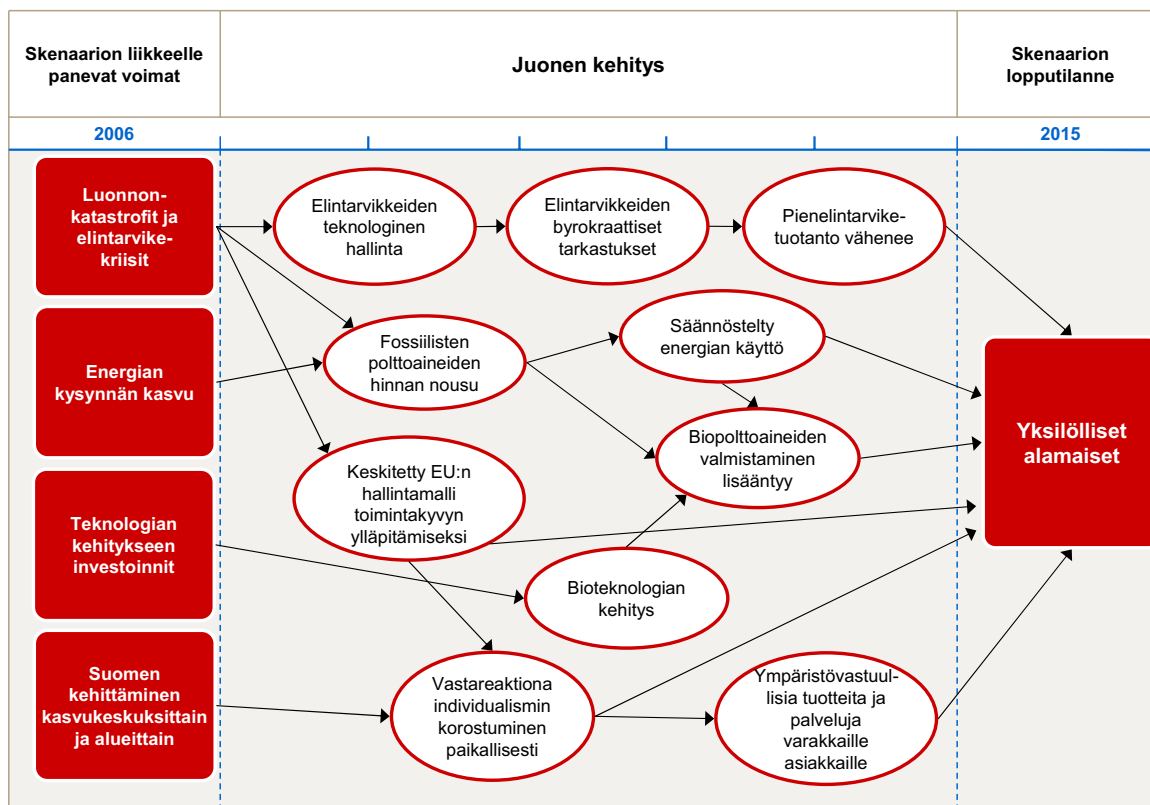 Skenaarion liikkeelle
panevat voimat
Juonen kehitys
Skenaarion
lopputilanne
2006
2015
Luonnon-
katastrofit ja
elintarvike-
kriisit
Elintarvikkeiden
teknologinen
hallinta
Elintarvikkeiden
byrokraattiset
tarkastukset
Pienelintarvike-
tuotanto vähenee
Energian
kysynnän kasvu
Fossiilisten
polttoaineiden
hinnan nousu
Säännöstelty
energian käyttö
Biopolttoaineiden
valmistaminen
lisääntyy
Yksilölliset
alamaiset
Keskitetty EU:n
hallintamalli
toimintakyvyn
ylläpitämiseksi
Teknologian
kehitykseen
investoinnit
Bioteknologian
kehitys
Suomen
kehittäminen
kasvukeskuksittain
ja alueittain
Vastareaktiona
individualismin
korostuminen
paikallisesti
Ympäristövastuul-
lisia tuotteita ja
palveluja
varakkaille
asiakkaille